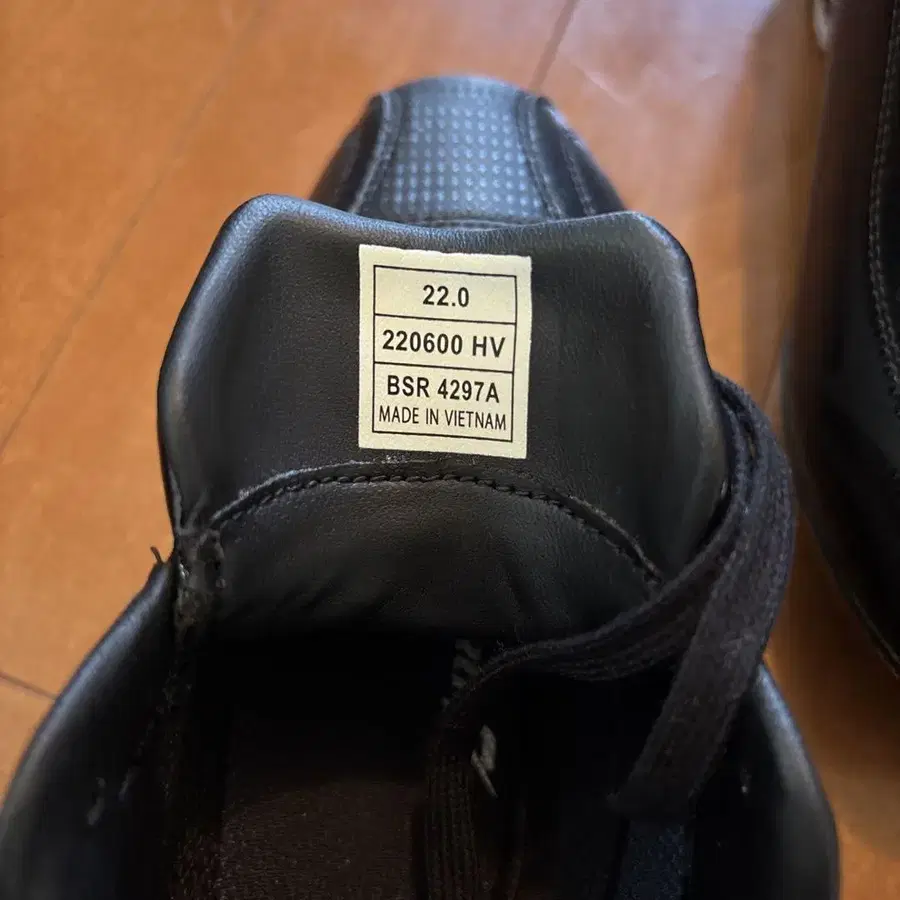 22.0
220600 HV
BSR 4297A
MADE IN VIETNAM